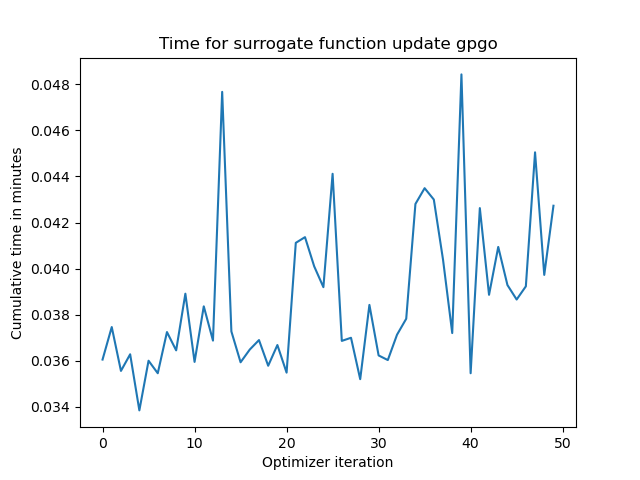 Time for surrogate function update gpgo
Cumulative time in minutes
0.048
0.046
0.044
0.042
0.040
0.038
0.036
0.034
0 10 20 30 40 50
Optimizer iteration